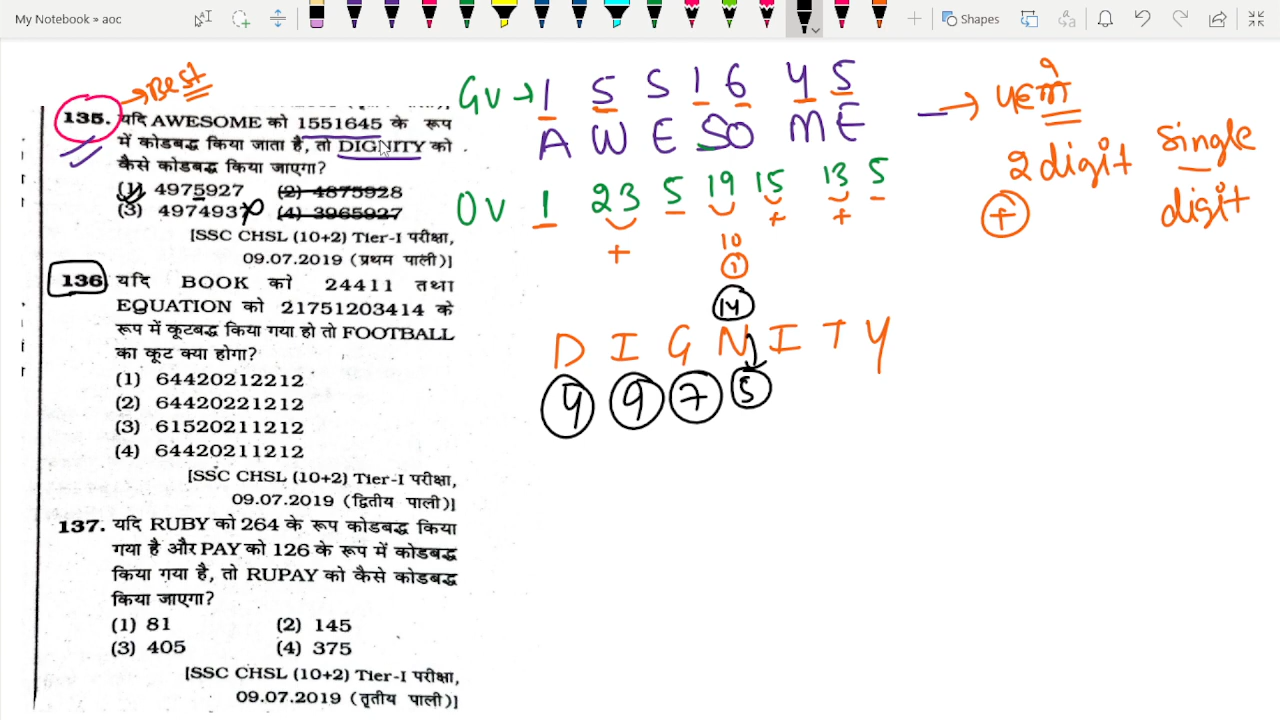 My Notebook » aoc
Shapes
Best
135. यदि AWESOME को 1551645 के रूप
में कोडबद्ध किया जाता है, तो DIGNITY को
कैसे कोडबद्ध किया जाएगा?
(1) 4975927 (2) 4875928
(3) 4974937 (4) 3965927
[SSC CHSL (10+2) Tier-I परीक्षा,
09.07.2019 (प्रथम पाली)]
136. यदि BOOK को 24411 तथा
EQUATION को 21751203414 के
रूप में कूटबद्ध किया गया हो तो FOOTBALL
का कूट क्या होगा?
(1) 64420212212
(2) 64420221212
(3) 61520211212
(4) 64420211212
[SSC CHSL (10+2) Tier-I परीक्षा,
09.07.2019 (द्वितीय पाली)]
137. यदि RUBY को 264 के रूप कोडबद्ध किया
गया है और PAY को 126 के रूप में कोडबद्ध
किया गया है, तो RUPAY को कैसे कोडबद्ध
किया जाएगा?
(1) 81 (2) 145
(3) 405 (4) 375
[SSC CHSL (10+2) Tier-I परीक्षा,
09.07.2019 (तृतीय पाली)]
GV → 1 5 5 1 6 4 5
A W E S O M E
OV 1 23 5 19 15 13 5
+ + +
10
1
14
D I G N I T Y
4 9 7 5
2 digit single
+ digit